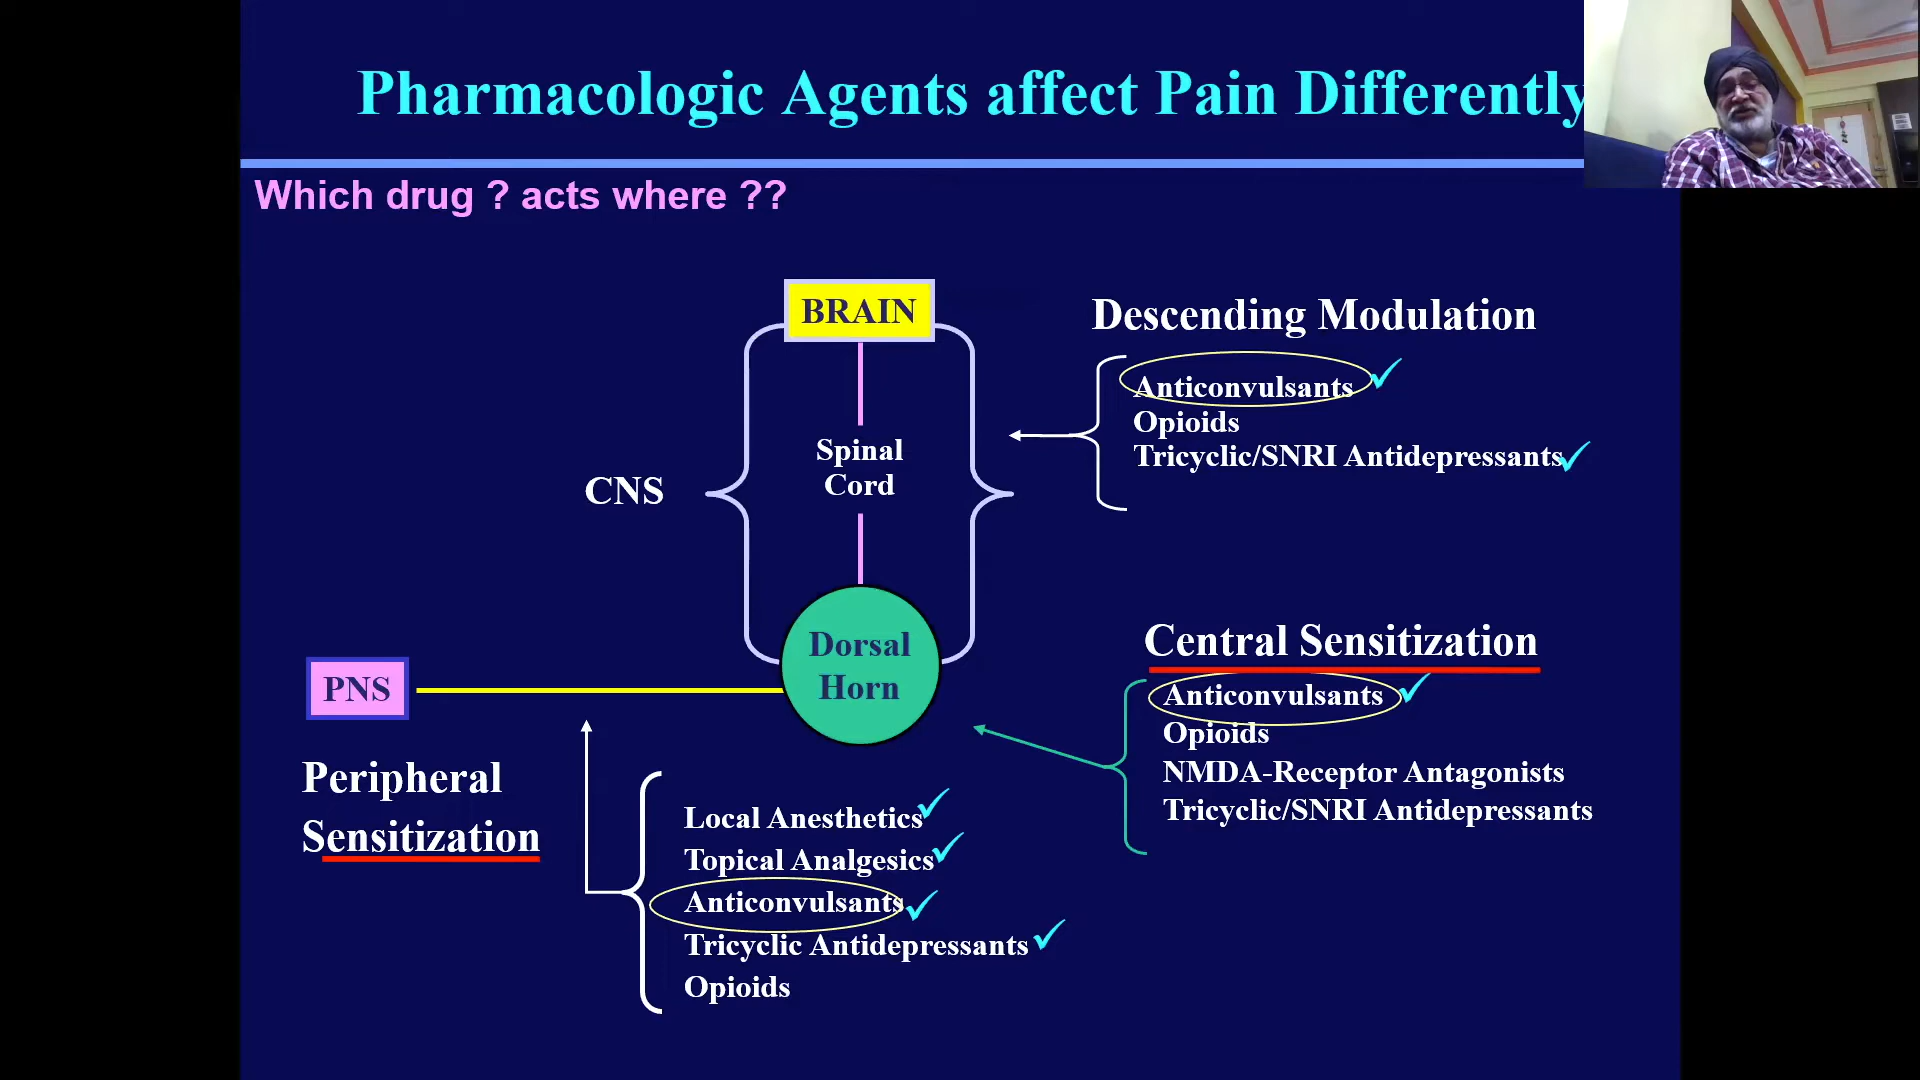 Pharmacologic Agents affect Pain Differently
Which drug ? acts where ??
BRAIN
Spinal
Cord
CNS
Dorsal
Horn
PNS
Descending Modulation
Anticonvulsants
Opioids
Tricyclic/SNRI Antidepressants
Central Sensitization
Anticonvulsants
Opioids
NMDA-Receptor Antagonists
Tricyclic/SNRI Antidepressants
Peripheral
Sensitization
Local Anesthetics
Topical Analgesics
Anticonvulsants
Tricyclic Antidepressants
Opioids